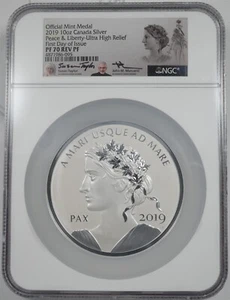 Official Mint Medal
2019 10oz Canada Silver
Peace & Liberty-Ultra High Relief
First Day of Issue
PF 70 REV PF
NGC
A MARI USQUE AD MARE
PAX 2019